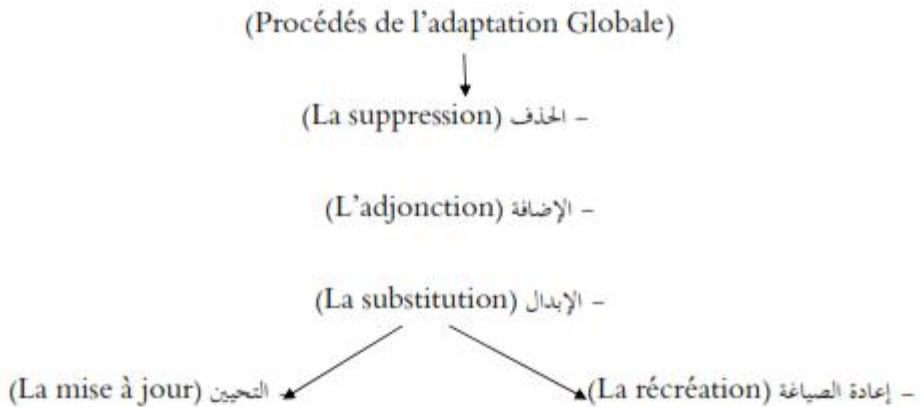 (Procédés de l'adaptation Globale)
- الحذف (La suppression)
- الإضافة (L'adjonction)
- الإبدال (La substitution)
- إعادة الصياغة (La récréation)
التحيين (La mise à jour)